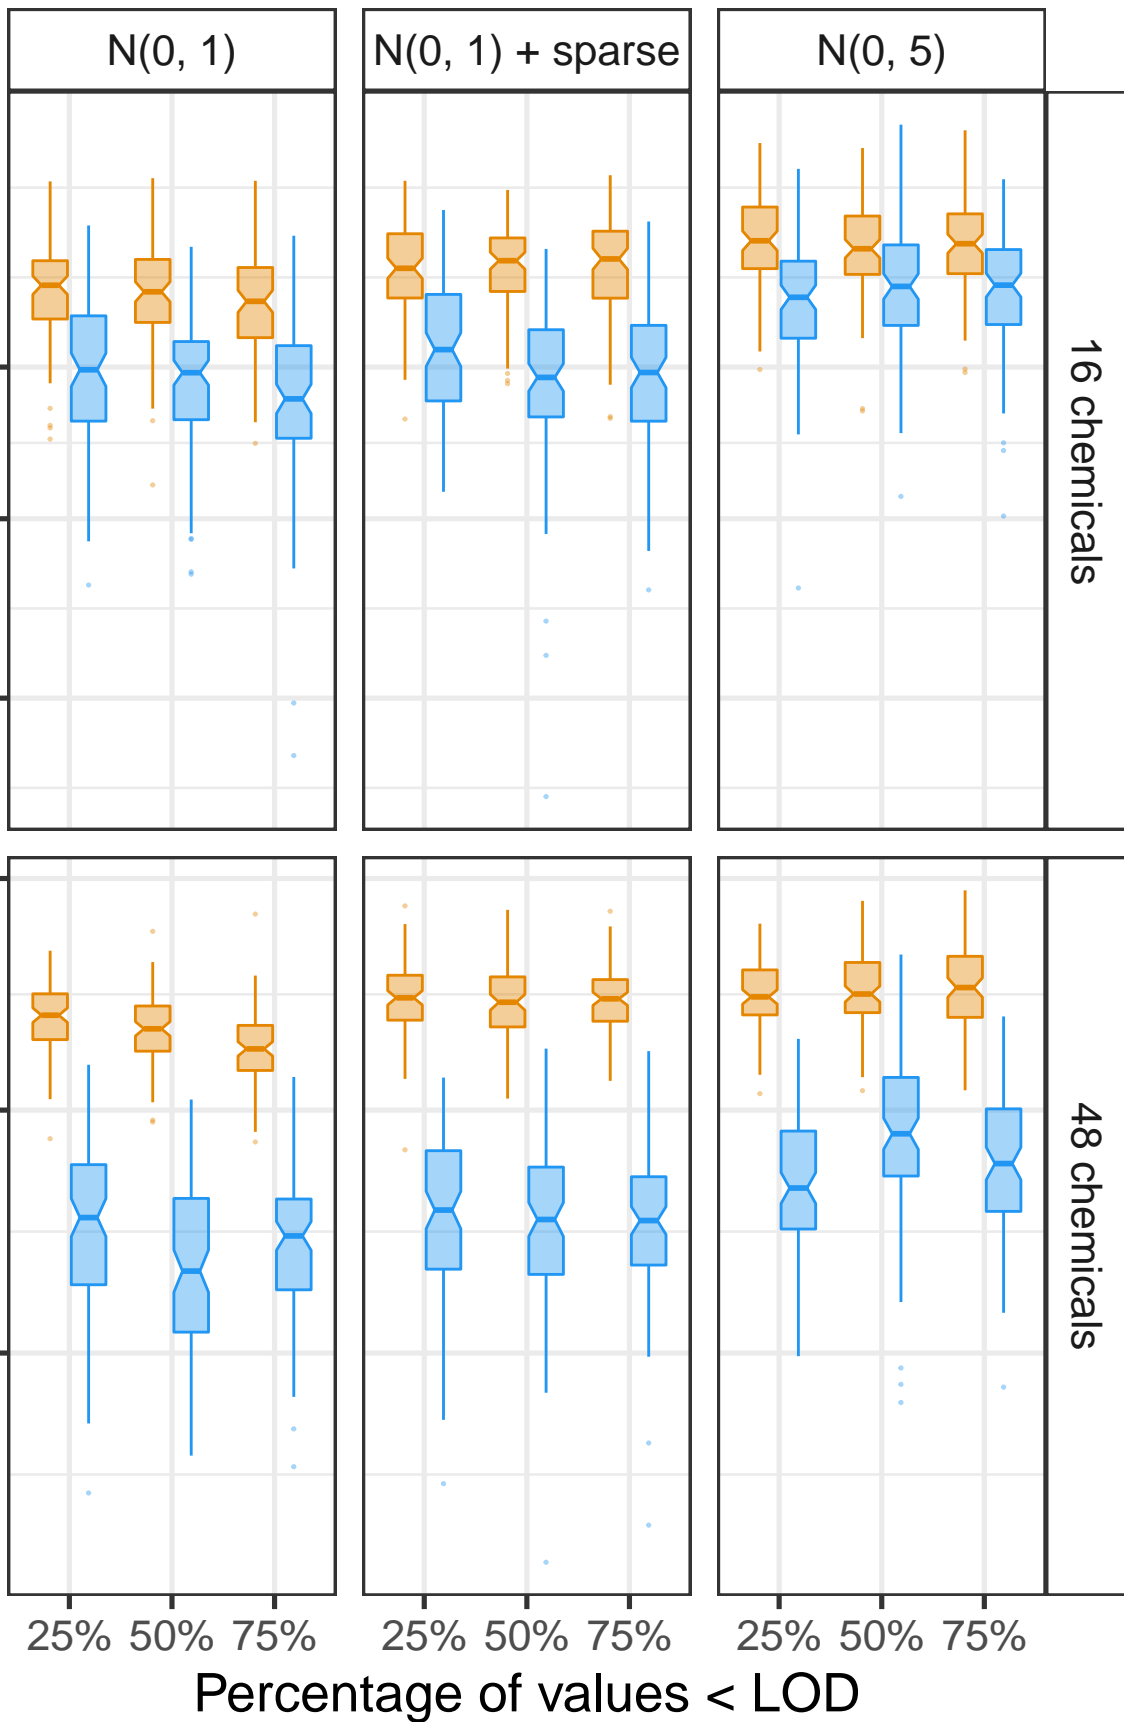 N(0, 1)
N(0, 1) + sparse
N(0, 5)
16 chemicals
48 chemicals
25% 50% 75%
25% 50% 75%
25% 50% 75%
Percentage of values < LOD